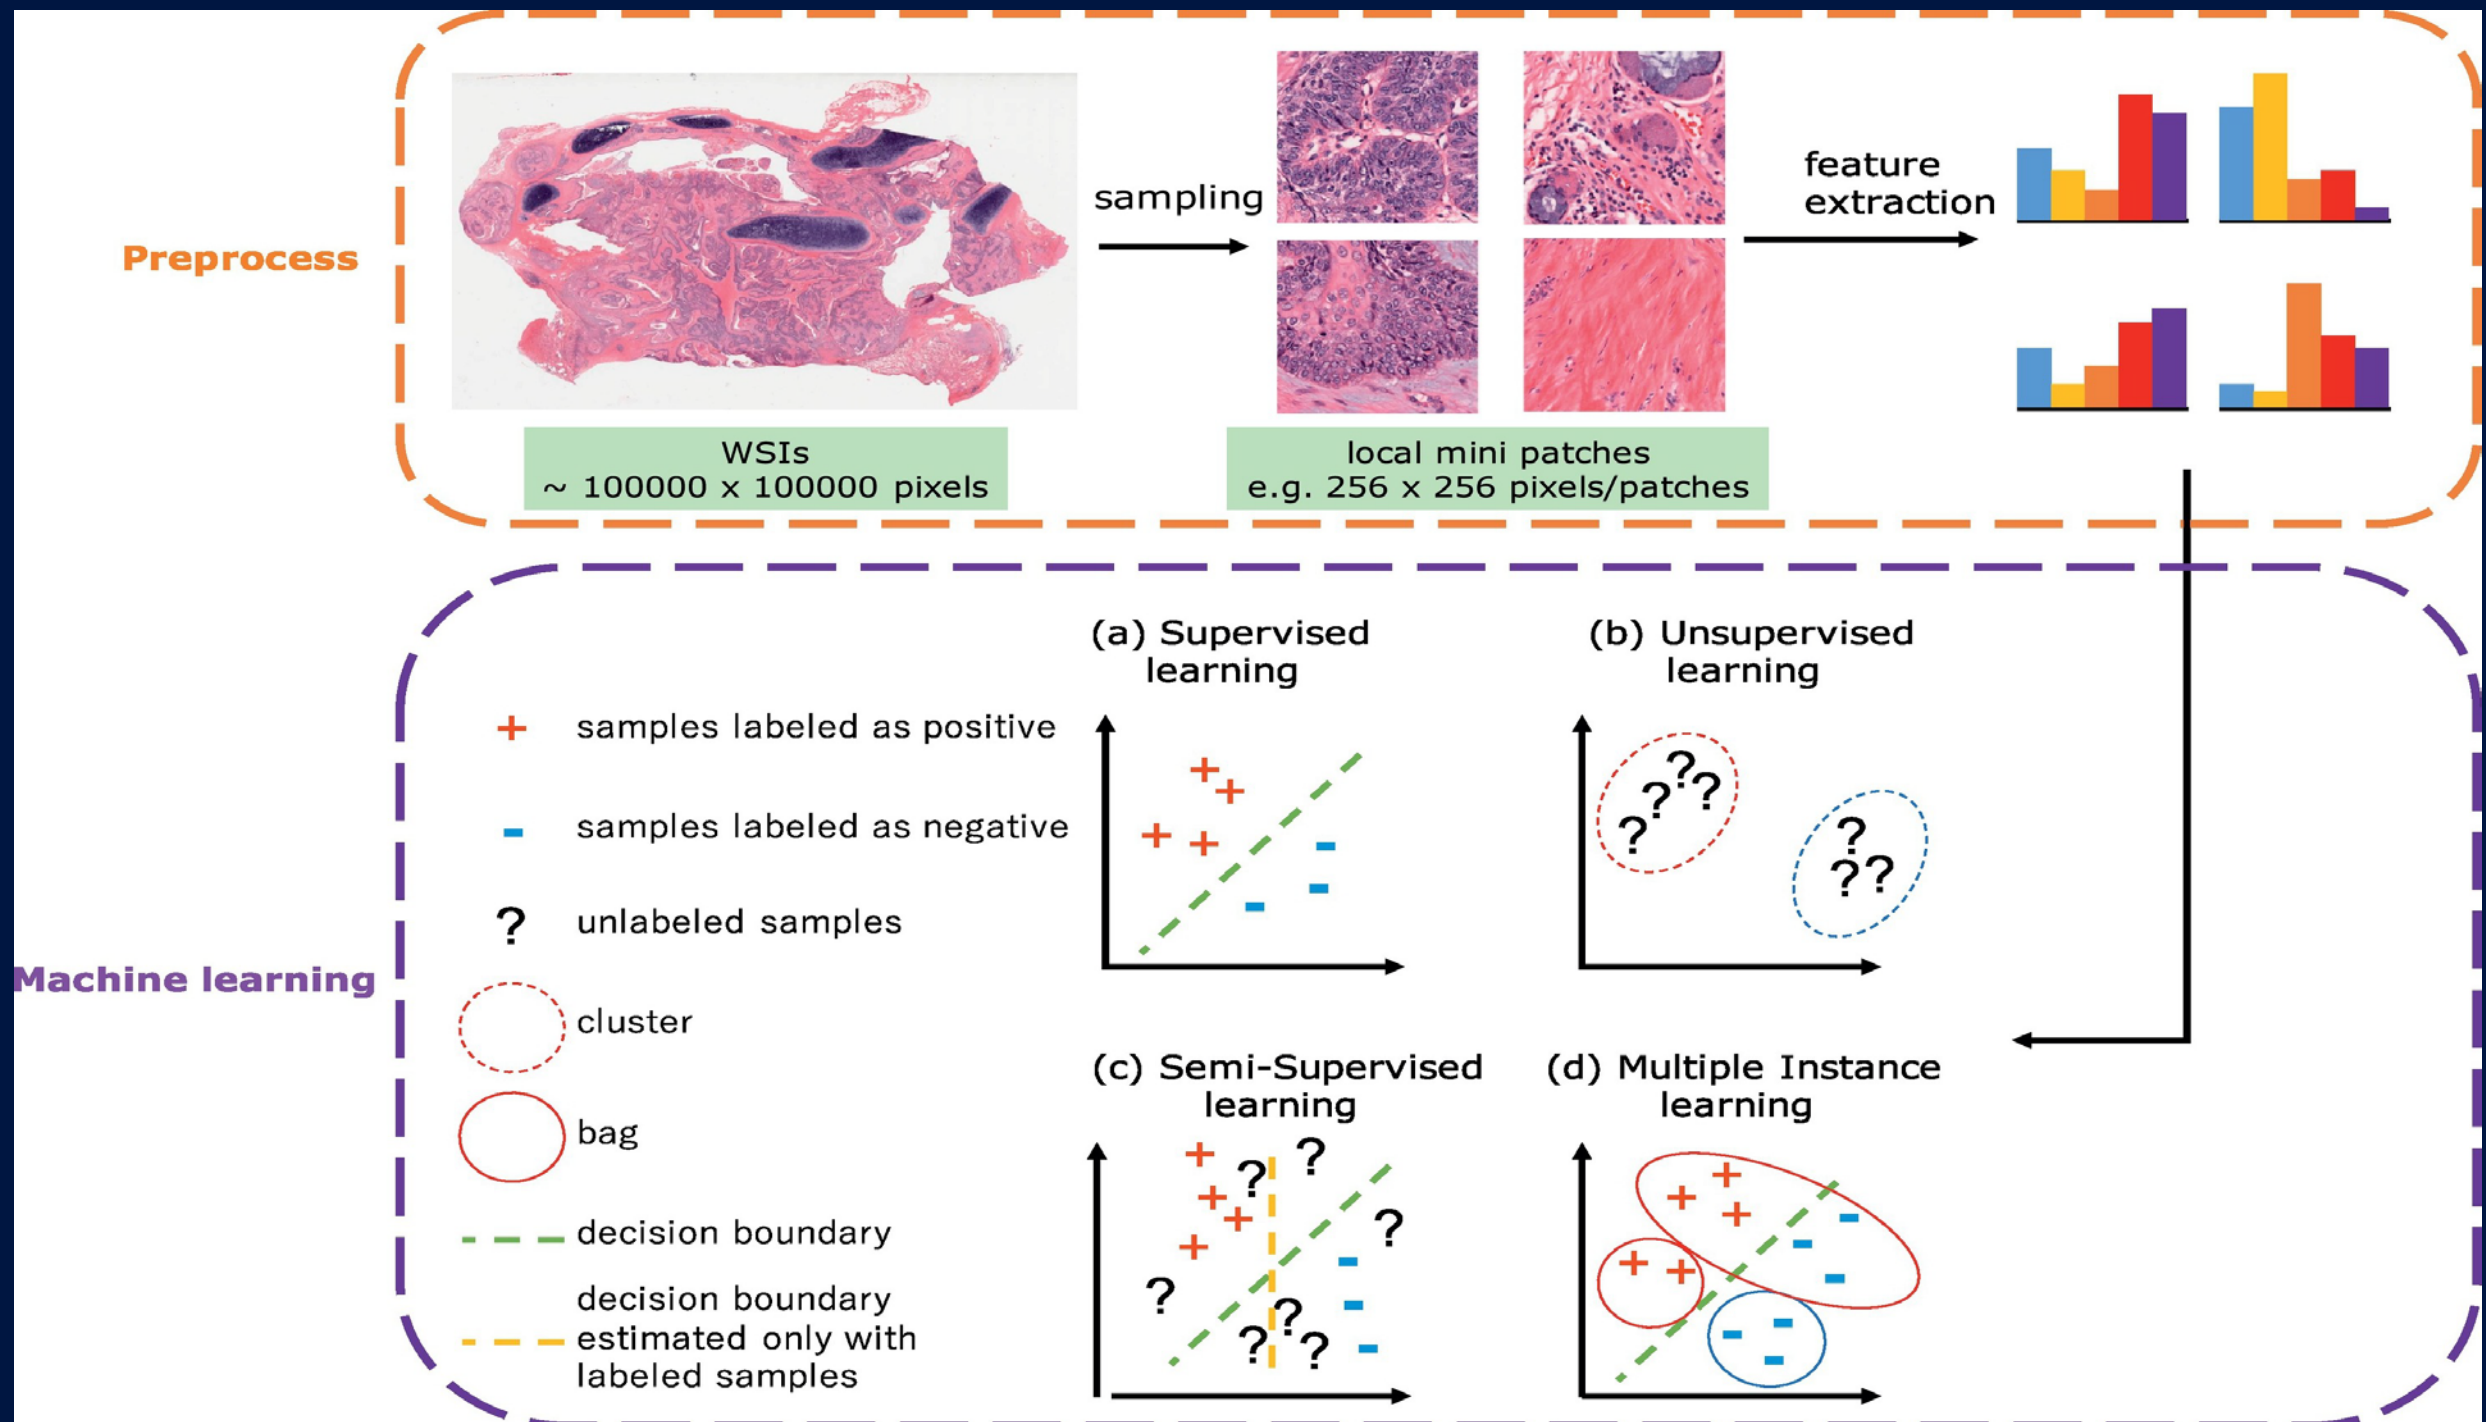 Preprocess
sampling
feature
extraction
WSIs
~ 100000 x 100000 pixels
local mini patches
e.g. 256 x 256 pixels/patches
Machine learning
+ samples labeled as positive
- samples labeled as negative
? unlabeled samples
cluster
bag
decision boundary
decision boundary
estimated only with
labeled samples
(a) Supervised
learning
+
+
+ +
-
-
-
(b) Unsupervised
learning
?
? ?
?
?
? ?
(c) Semi-Supervised
learning
+ ? ?
+
+ ?
+ -
? ? -
? ? -
(d) Multiple Instance
learning
+
+ + -
-
+ + -
- -
-